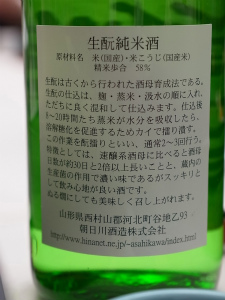 生酛純米酒
原材料名　米(国産)・米こうじ(国産米)
精米歩合　58％
生酛は古くから行われた酒母育成法である。
生酛の仕込は、麹・蒸米・汲水の順に入れ、
ただちに良く混和して仕込みます。仕込後
8～20時間たち蒸米が水分を吸収したら、
溶解糖化を促進するためカイで摺り潰す。
この作業を酛摺りといい、通常2～3回行う。
特徴としては、速醸系酒母に比べると酒母
日数が約30日と2倍以上長いことと、蔵内の
生産菌の作用で濃い味であるがスッキリと
して飲み心地が良い酒です。
ぬる燗にしても美味しく召し上がれます。
山形県西村山郡河北町谷地乙93
朝日川酒造株式会社
http://www.hinanet.ne.jp/~asahikawa/index.html